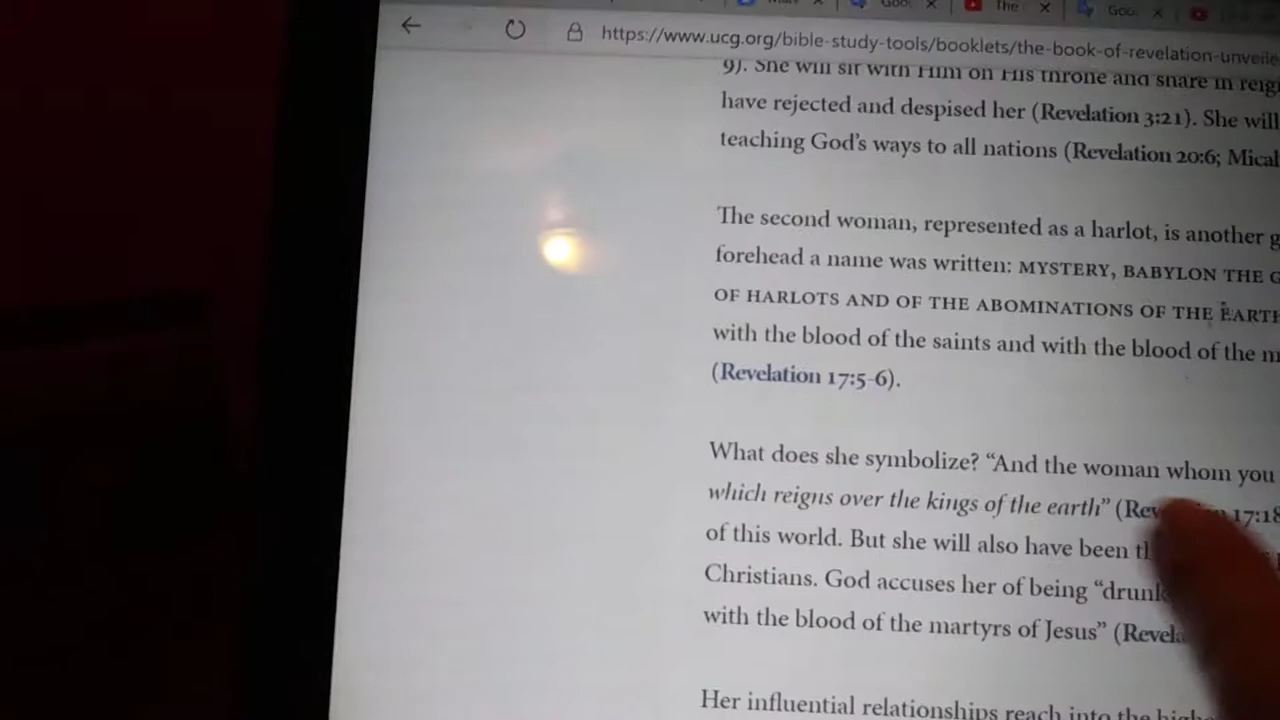 The
Goo
https://www.ucg.org/bible-study-tools/booklets/the-book-of-revelation-unveile
9). She will sit with Him on His throne and share in reig
have rejected and despised her (Revelation 3:21). She will
teaching God's ways to all nations (Revelation 20:6; Mical
The second woman, represented as a harlot, is another g
forehead a name was written: MYSTERY, BABYLON THE G
OF HARLOTS AND OF THE ABOMINATIONS OF THE EARTH
with the blood of the saints and with the blood of the m
(Revelation 17:5-6).
What does she symbolize? “And the woman whom you
which reigns over the kings of the earth” (Rev 17:18
of this world. But she will also have been
Christians. God accuses her of being “drunk
with the blood of the martyrs of Jesus” (Revela
Her influential relationships reach into the highe